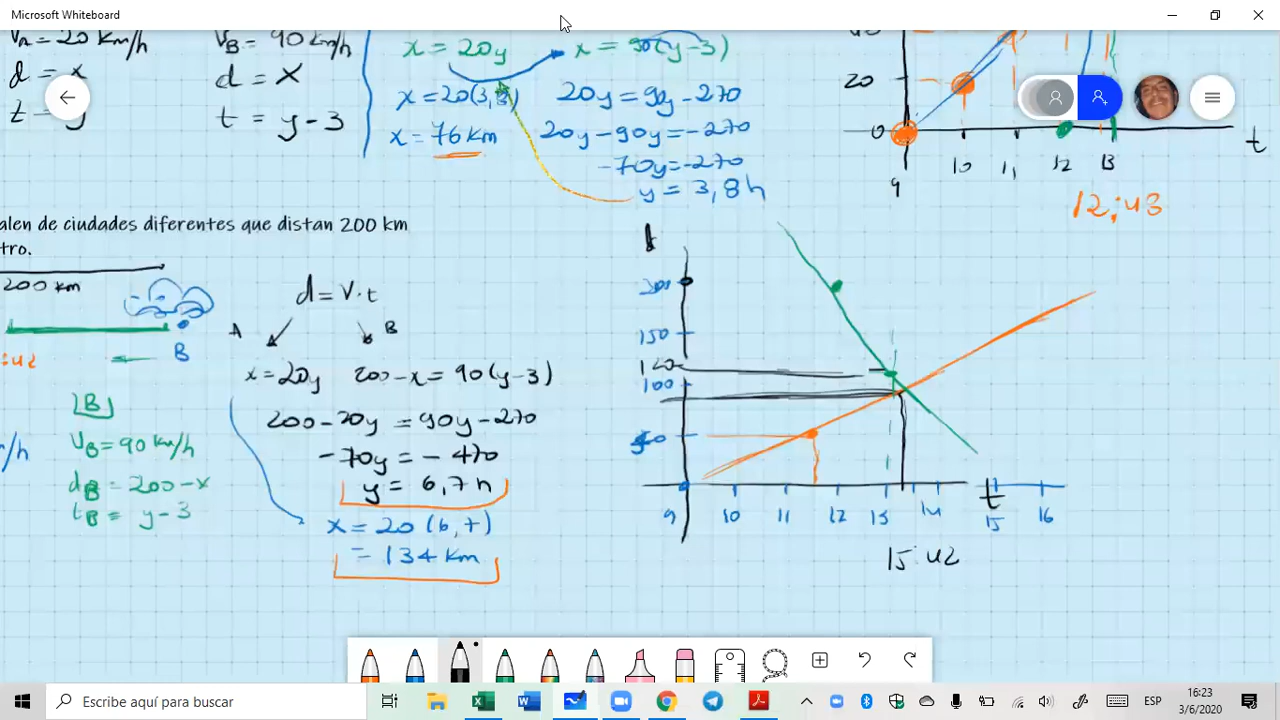 Microsoft Whiteboard
VA = 20 km/h
d = x
t = y
VB = 90 km/h
d = x
t = y - 3
x = 20y
x = 20(3,8)
x = 76 km
x = 90(y-3)
20y = 90y - 270
20y - 90y = -270
-70y = -270
y = 3,8 h
20
0
9 10 11 12 13
t
12:43
alen de ciudades diferentes que distan 200 km
tro.
200 km
B
[B]
VB = 90 km/h
dB = 200 - x
tB = y - 3
m/h
d = v.t
A
B
x = 20y
200 - x = 90(y-3)
200 - 20y = 90y - 270
-70y = -470
y = 6,7 h
x = 20(6,7)
= 134 km
200
150
120
100
50
9 10 11 12 13 14 15 16
t
15:42
Escribe aquí para buscar
ESP
16:23
3/6/2020